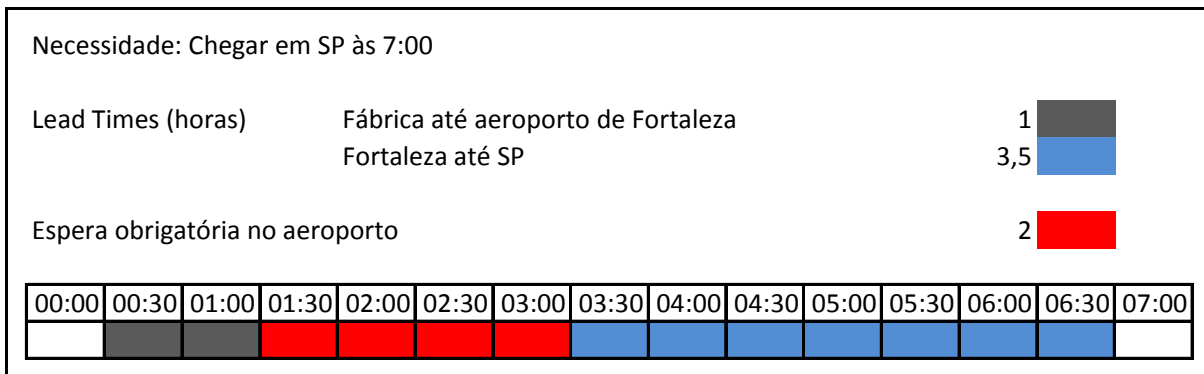 Necessidade: Chegar em SP às 7:00
Lead Times (horas) Fábrica até aeroporto de Fortaleza 1
Fortaleza até SP 3,5
Espera obrigatória no aeroporto 2
00:00 00:30 01:00 01:30 02:00 02:30 03:00 03:30 04:00 04:30 05:00 05:30 06:00 06:30 07:00